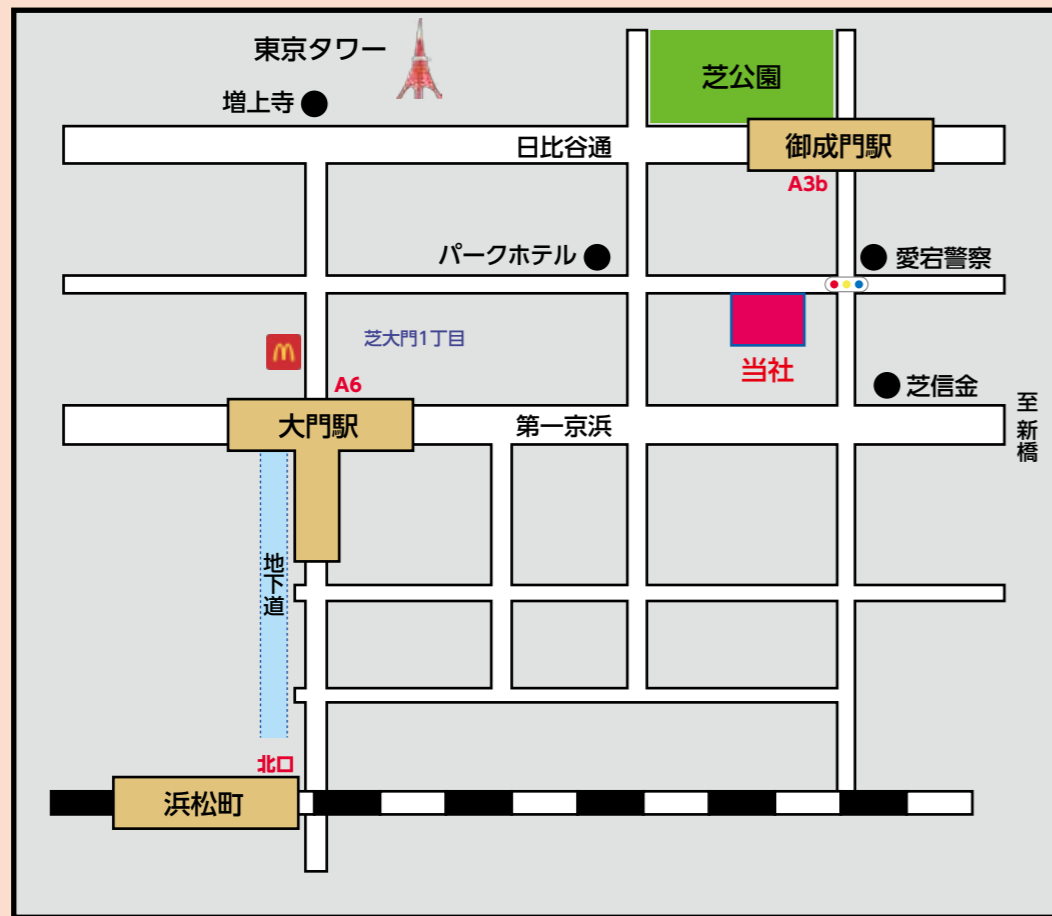 東京タワー
増上寺
芝公園
日比谷通
御成門駅
A3b
パークホテル
愛宕警察
芝大門1丁目
当社
A6
芝信金
大門駅
第一京浜
至 新橋
地下道
北口
浜松町